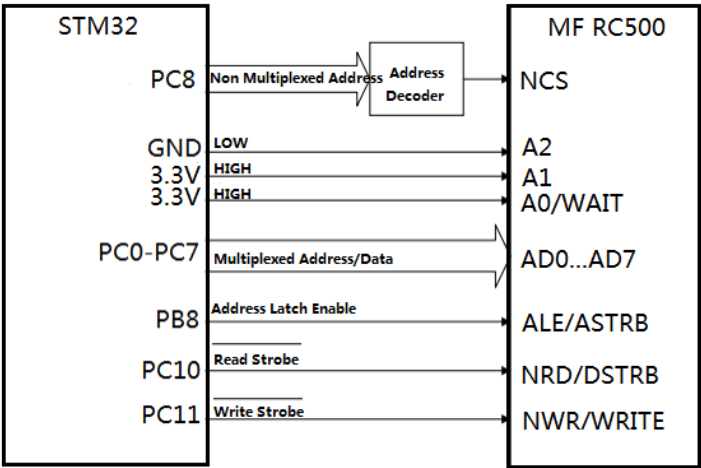 STM32
MF RC500
PC8
Non Multiplexed Address
Address
Decoder
NCS
GND
LOW
A2
3.3V
HIGH
A1
3.3V
HIGH
A0/WAIT
PC0-PC7
Multiplexed Address/Data
AD0...AD7
PB8
Address Latch Enable
ALE/ASTRB
PC10
Read Strobe
NRD/DSTRB
PC11
Write Strobe
NWR/WRITE